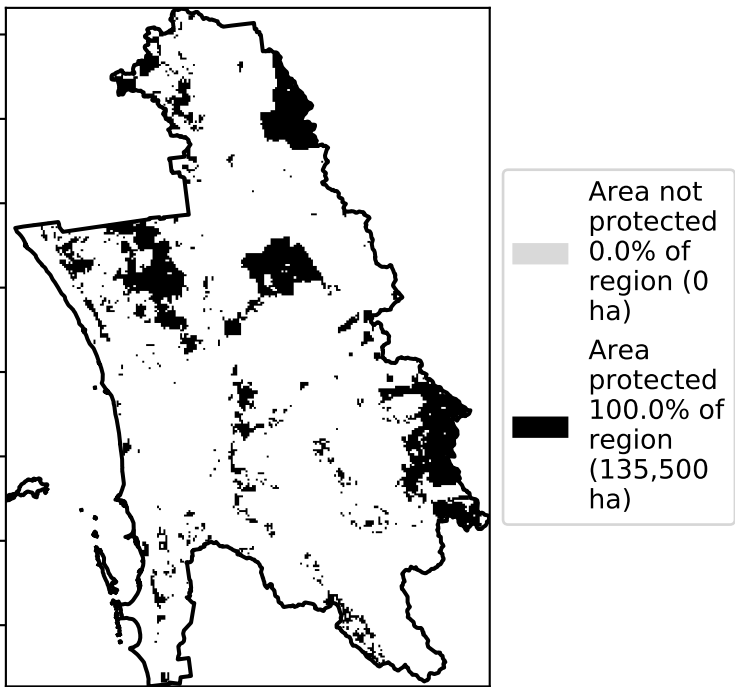 Area not
protected
0.0% of
region (0
ha)
Area
protected
100.0% of
region
(135,500
ha)